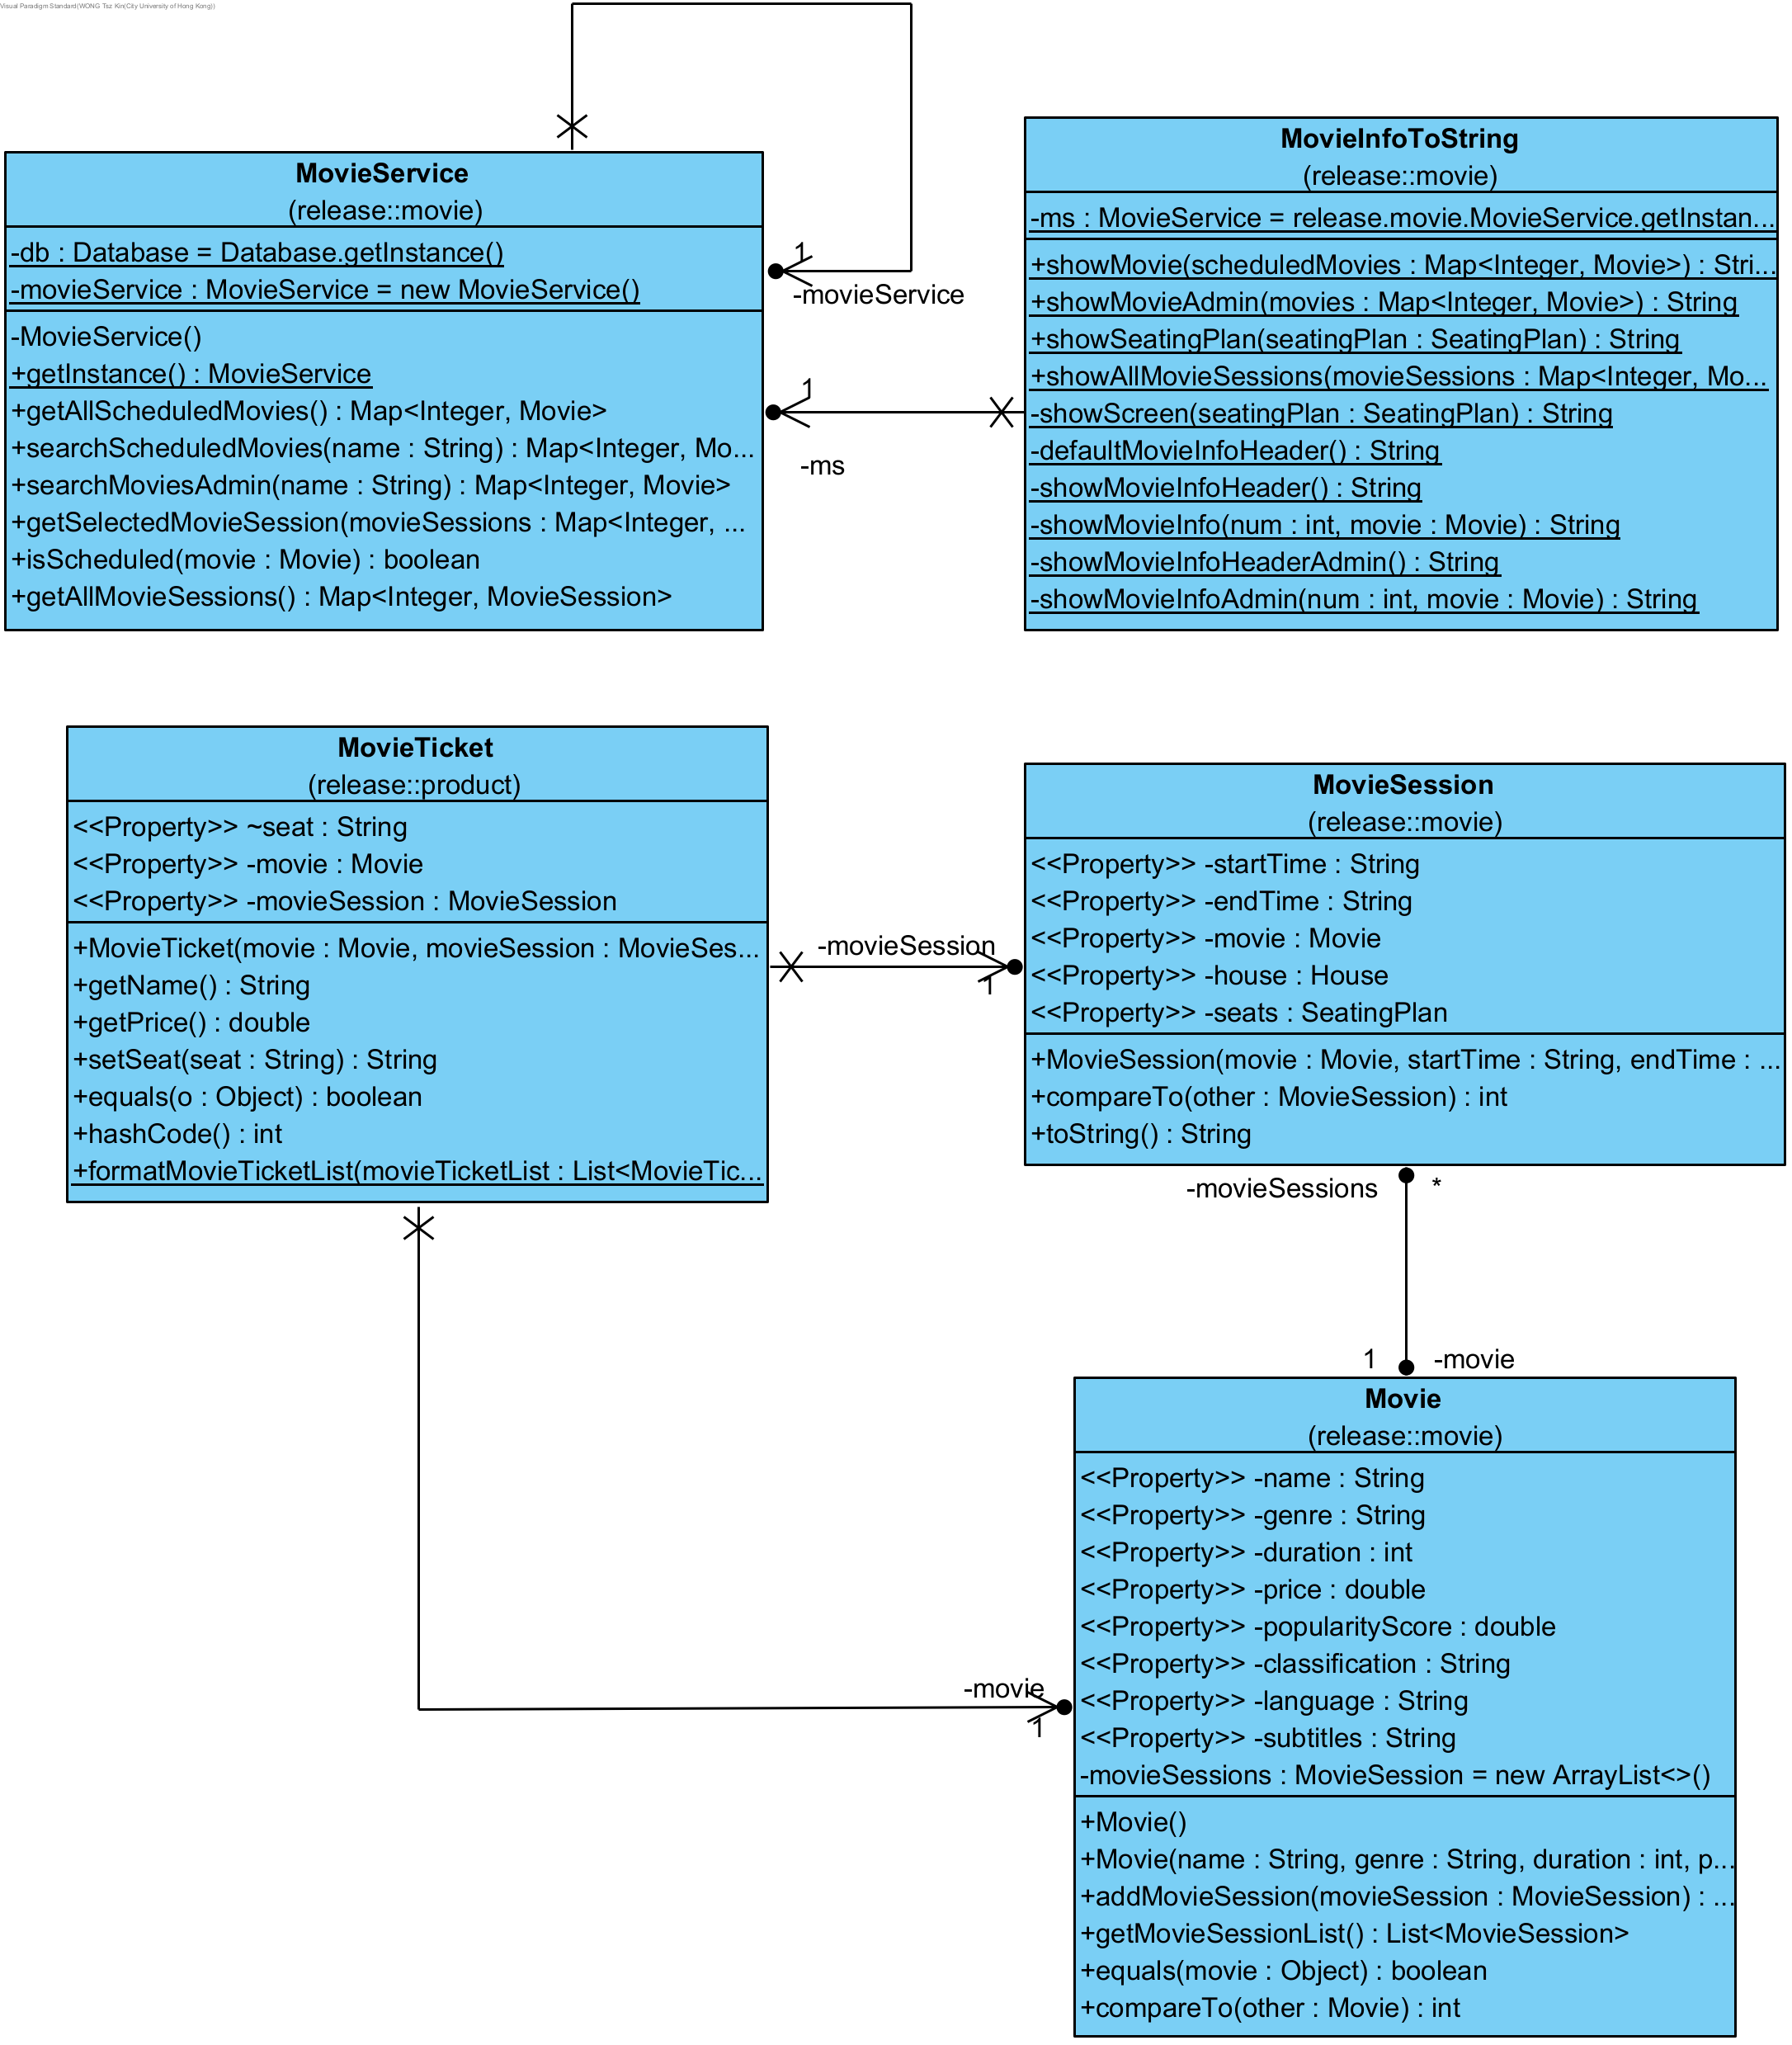 Visual Paradigm Standard(WONG Tsz Kin(City University of Hong Kong))
MovieService
(release::movie)
-db : Database = Database.getInstance()
-movieService : MovieService = new MovieService()
-MovieService()
+getInstance() : MovieService
+getAllScheduledMovies() : Map<Integer, Movie>
+searchScheduledMovies(name : String) : Map<Integer, Mo...
+searchMoviesAdmin(name : String) : Map<Integer, Movie>
+getSelectedMovieSession(movieSessions : Map<Integer, ...
+isScheduled(movie : Movie) : boolean
+getAllMovieSessions() : Map<Integer, MovieSession>
1
-movieService
1
-ms
MovieInfoToString
(release::movie)
-ms : MovieService = release.movie.MovieService.getInstan...
+showMovie(scheduledMovies : Map<Integer, Movie>) : Stri...
+showMovieAdmin(movies : Map<Integer, Movie>) : String
+showSeatingPlan(seatingPlan : SeatingPlan) : String
+showAllMovieSessions(movieSessions : Map<Integer, Mo...
-showScreen(seatingPlan : SeatingPlan) : String
-defaultMovieInfoHeader() : String
-showMovieInfoHeader() : String
-showMovieInfo(num : int, movie : Movie) : String
-showMovieInfoHeaderAdmin() : String
-showMovieInfoAdmin(num : int, movie : Movie) : String
MovieTicket
(release::product)
<<Property>> ~seat : String
<<Property>> -movie : Movie
<<Property>> -movieSession : MovieSession
+MovieTicket(movie : Movie, movieSession : MovieSes...
+getName() : String
+getPrice() : double
+setSeat(seat : String) : String
+equals(o : Object) : boolean
+hashCode() : int
+formatMovieTicketList(movieTicketList : List<MovieTic...
-movieSession
1
MovieSession
(release::movie)
<<Property>> -startTime : String
<<Property>> -endTime : String
<<Property>> -movie : Movie
<<Property>> -house : House
<<Property>> -seats : SeatingPlan
+MovieSession(movie : Movie, startTime : String, endTime : ...
+compareTo(other : MovieSession) : int
+toString() : String
-movieSessions *
1 -movie
-movie
1
Movie
(release::movie)
<<Property>> -name : String
<<Property>> -genre : String
<<Property>> -duration : int
<<Property>> -price : double
<<Property>> -popularityScore : double
<<Property>> -classification : String
<<Property>> -language : String
<<Property>> -subtitles : String
-movieSessions : MovieSession = new ArrayList<>()
+Movie()
+Movie(name : String, genre : String, duration : int, p...
+addMovieSession(movieSession : MovieSession) : ...
+getMovieSessionList() : List<MovieSession>
+equals(movie : Object) : boolean
+compareTo(other : Movie) : int